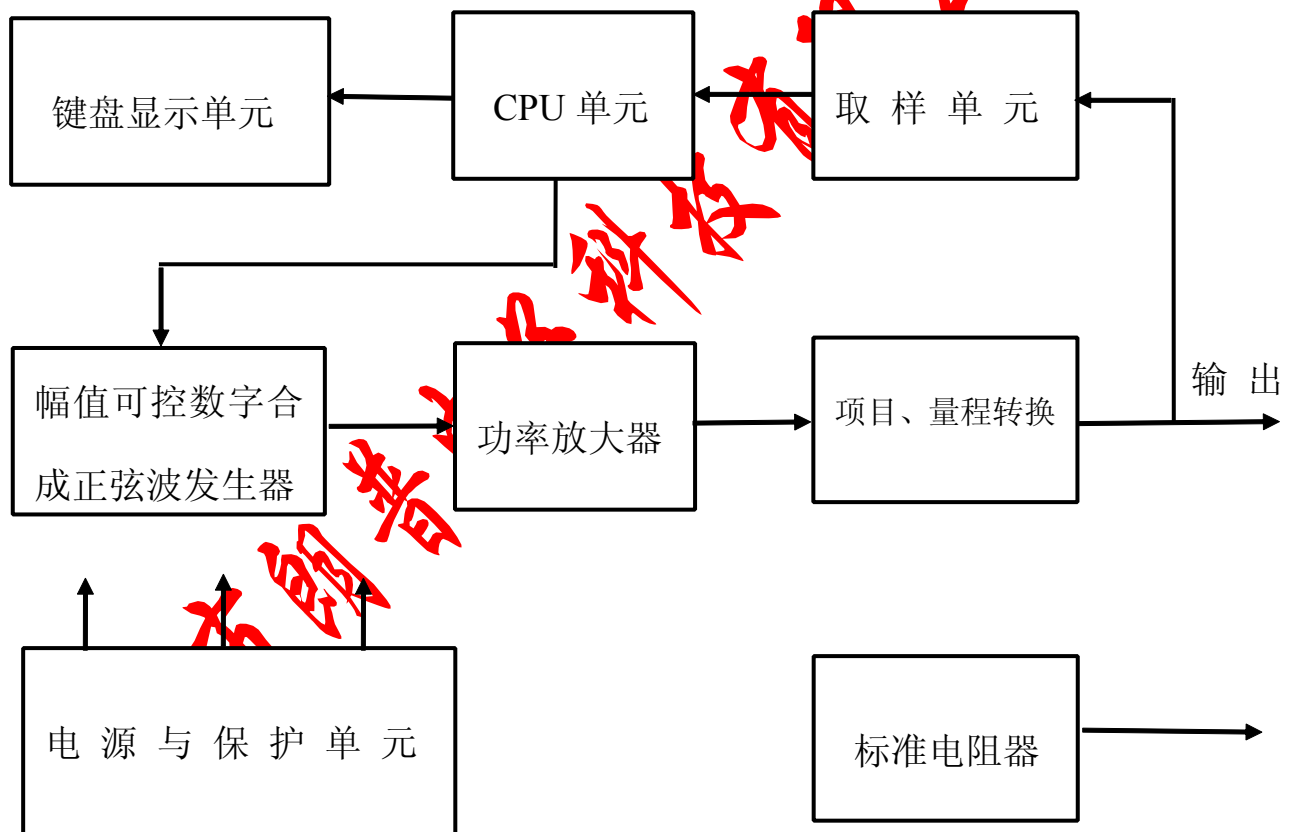 键盘显示单元
CPU 单元
取 样 单 元
幅值可控数字合
成正弦波发生器
功率放大器
项目、量程转换
输 出
电 源 与 保 护 单 元
标准电阻器